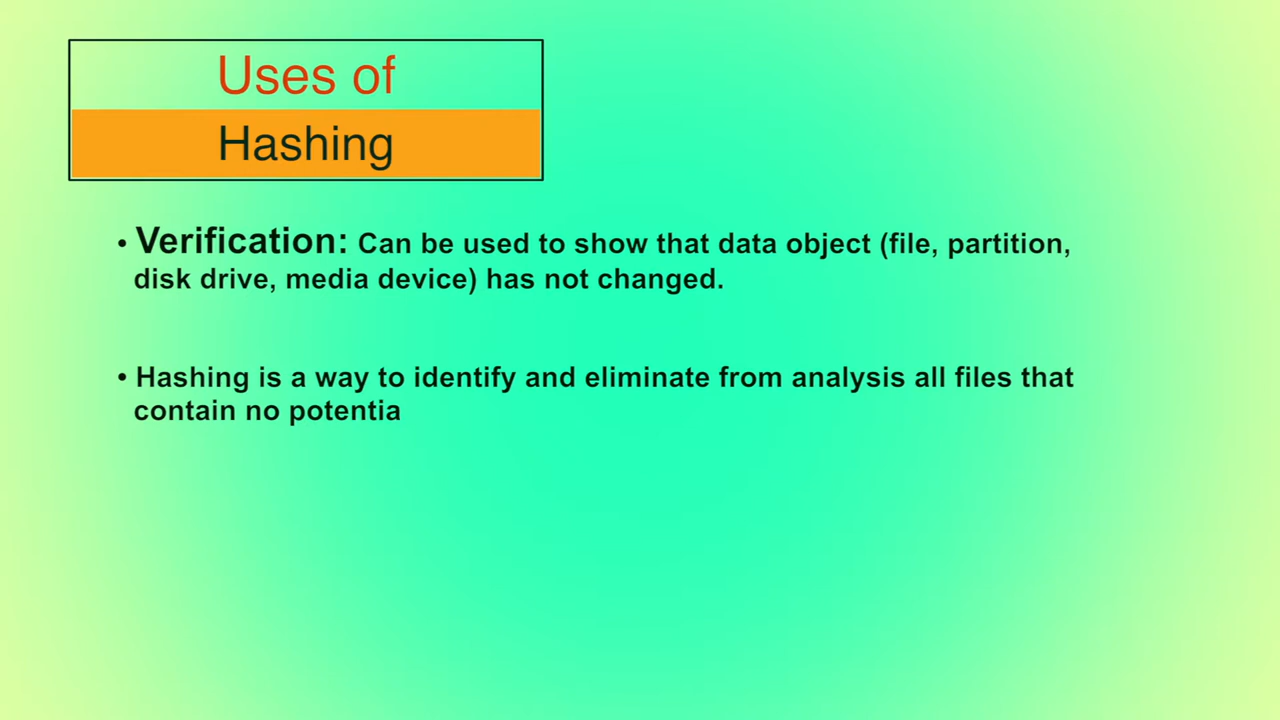 Uses of
Hashing
• Verification: Can be used to show that data object (file, partition,
disk drive, media device) has not changed.
• Hashing is a way to identify and eliminate from analysis all files that
contain no potentia